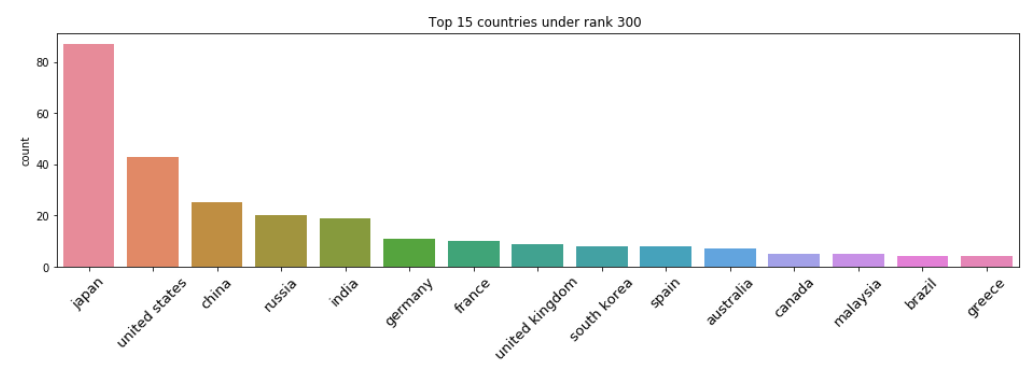 Top 15 countries under rank 300
count
80
60
40
20
0
japan
united states
china
russia
india
germany
france
united kingdom
south korea
spain
australia
canada
malaysia
brazil
greece